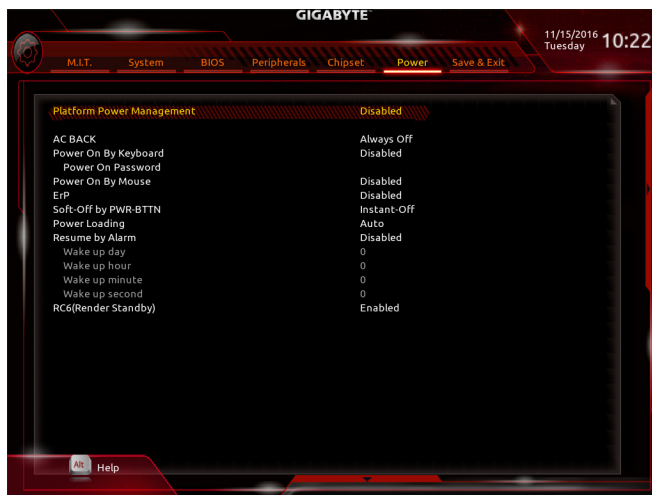 GIGABYTE™
11/15/2016
Tuesday 10:22
M.I.T. System BIOS Peripherals Chipset Power Save & Exit
Platform Power Management Disabled
AC BACK Always Off
Power On By Keyboard Disabled
Power On Password
Power On By Mouse Disabled
ErP Disabled
Soft-Off by PWR-BTTN Instant-Off
Power Loading Auto
Resume by Alarm Disabled
Wake up day 0
Wake up hour 0
Wake up minute 0
Wake up second 0
RC6(Render Standby) Enabled
Alt Help